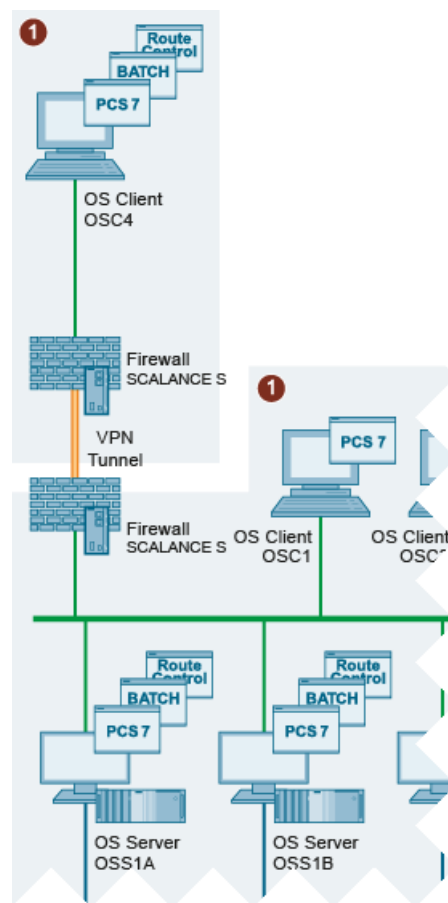 1
Route
Control
BATCH
PCS 7
OS Client
OSC4
Firewall
SCALANCE S
VPN
Tunnel
1
PCS 7
Firewall
SCALANCE S
OS Client
OSC1
OS Client
Route
Control
BATCH
PCS 7
OS Server
OSS1A
Route
Control
BATCH
PCS 7
OS Server
OSS1B